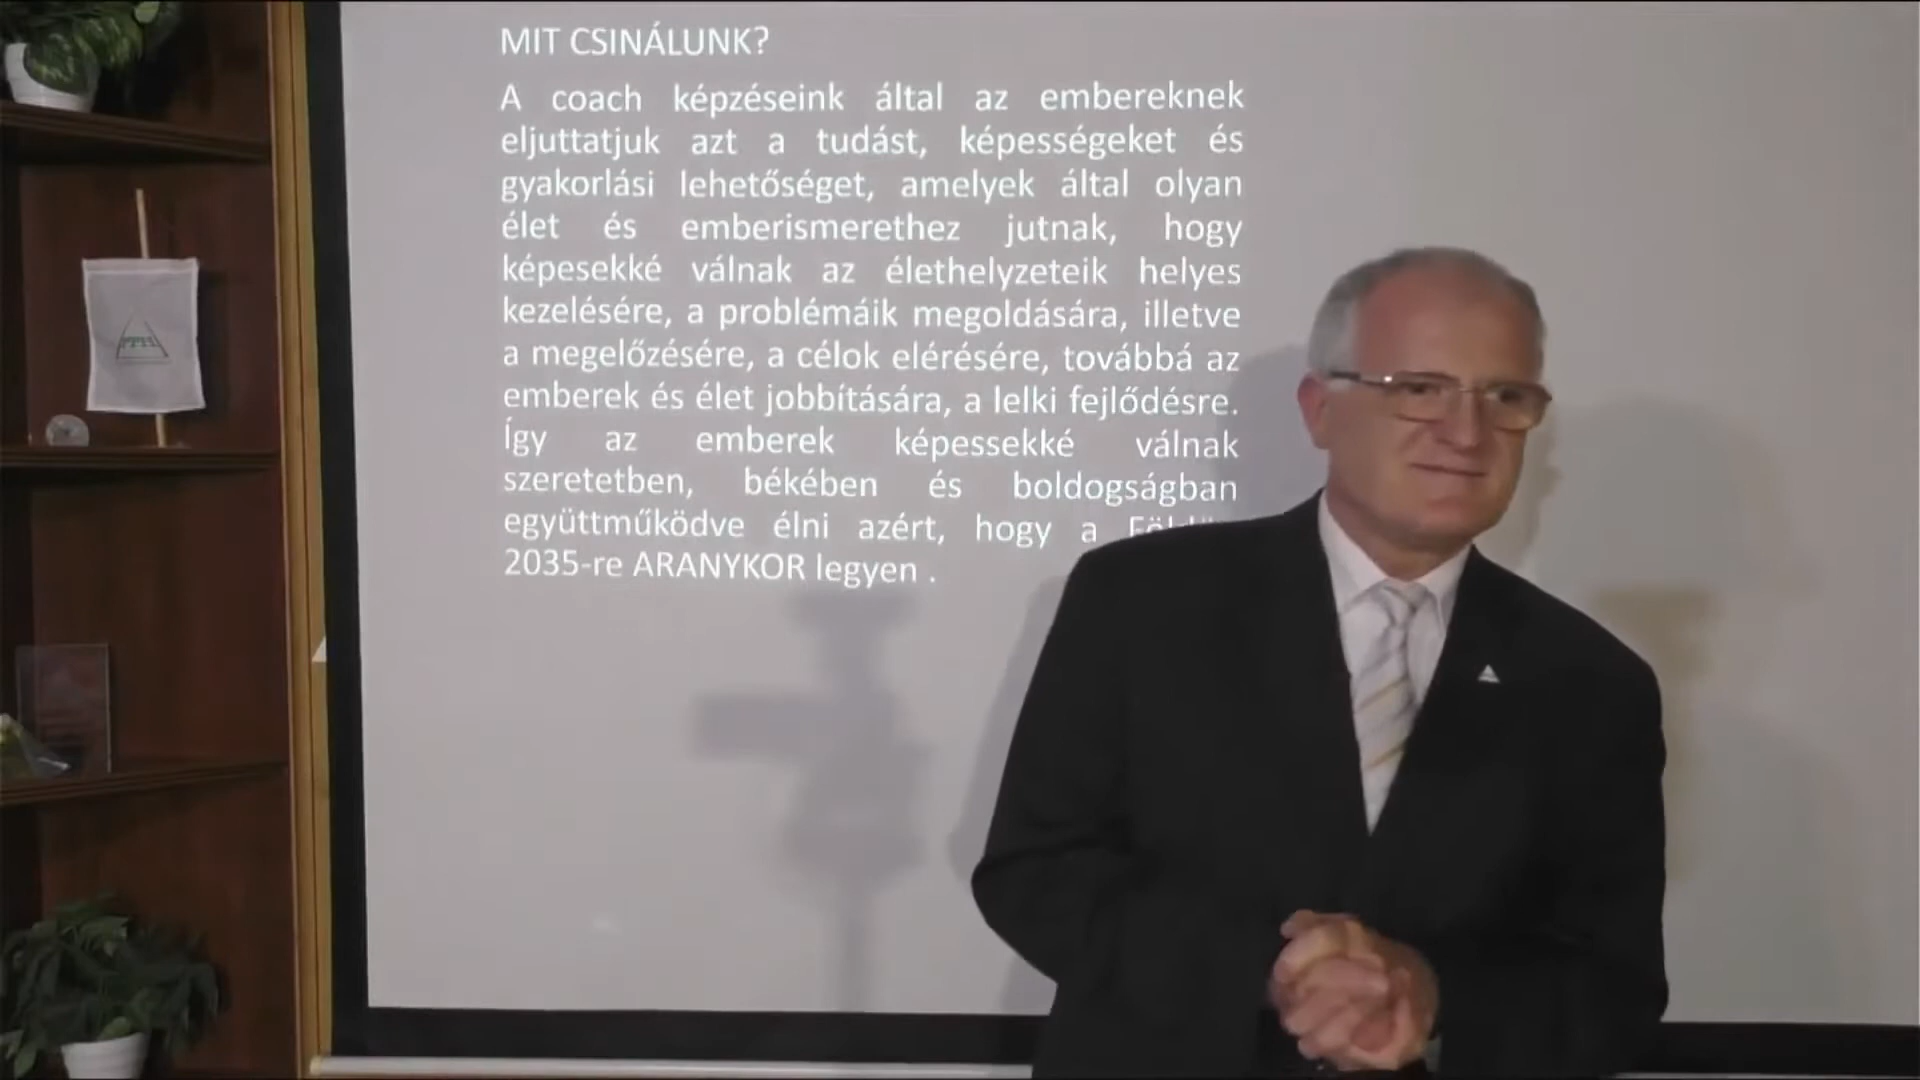 MIT CSINÁLUNK?
A coach képzéseink által az embereknek
eljuttatjuk azt a tudást, képességeket és
gyakorlási lehetőséget, amelyek által olyan
élet és emberismerethez jutnak, hogy
képesekké válnak az élethelyzeteik helyes
kezelésére, a problémáik megoldására, illetve
a megelőzésére, a célok elérésére, továbbá az
emberek és élet jobbítására, a lelki fejlődésre.
Így az emberek képessekké válnak
szeretetben, békében és boldogságban
együttműködve élni azért, hogy a
2035-re ARANYKOR legyen .